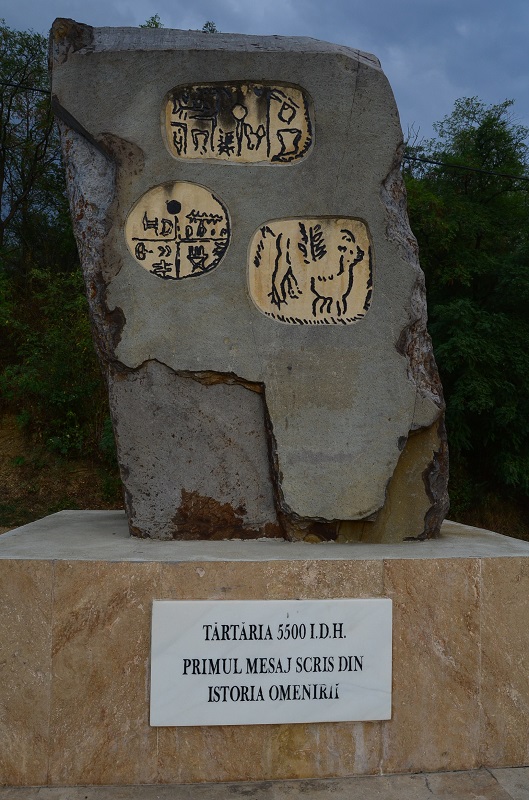 TĂRTĂRIA 5500 I.D.H.
PRIMUL MESAJ SCRIS DIN
ISTORIA OMENIRII